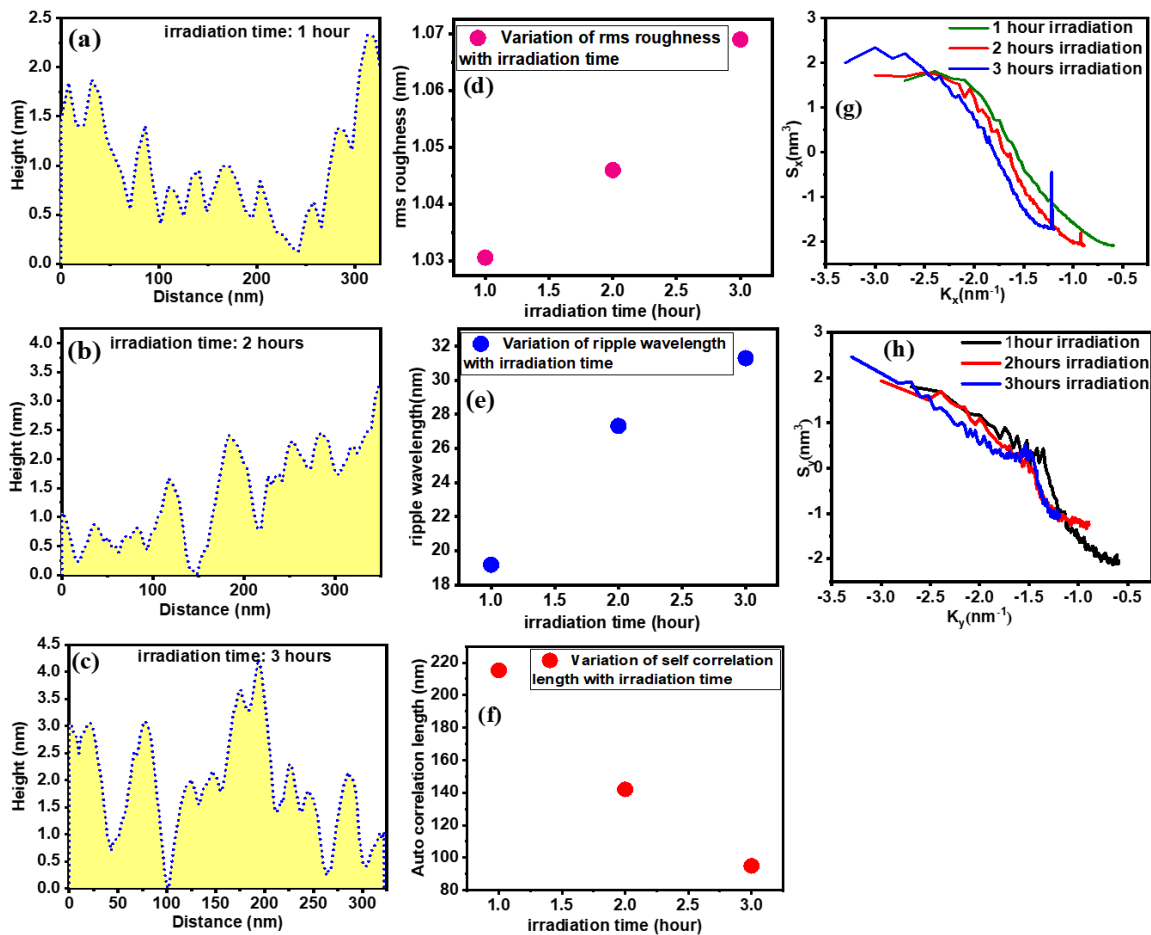 (a)
irradiation time: 1 hour
Height (nm)
2.5
2.0
1.5
1.0
0.5
0.0
0
100
200
300
Distance (nm)
(b)
irradiation time: 2 hours
Height (nm)
4.0
3.5
3.0
2.5
2.0
1.5
1.0
0.5
0.0
0
100
200
300
Distance (nm)
(c)
irradiation time: 3 hours
Height (nm)
4.5
4.0
3.5
3.0
2.5
2.0
1.5
1.0
0.5
0.0
0
50
100
150
200
250
300
Distance (nm)
Variation of rms roughness
with irradiation time
(d)
rms roughness (nm)
1.07
1.06
1.05
1.04
1.03
1.0
1.5
2.0
2.5
3.0
irradiation time (hour)
Variation of ripple wavelength
with irradiation time
(e)
ripple wavelength(nm)
32
30
28
26
24
22
20
18
1.0
1.5
2.0
2.5
3.0
irradiation time (hour)
Variation of self correlation
length with irradiation time
(f)
Auto correlation length (nm)
220
200
180
160
140
120
100
80
1.0
1.5
2.0
2.5
3.0
irradiation time (hour)
1 hour irradiation
2 hours irradiation
3 hours irradiation
(g)
Sₓ(nm³)
3
2
1
0
-1
-2
-3
-3.5
-3.0
-2.5
-2.0
-1.5
-1.0
-0.5
Kₓ(nm⁻¹)
(h)
1hour irradiation
2hours irradiation
3hours irradiation
S_y(nm³)
3
2
1
0
-1
-2
-3.5
-3.0
-2.5
-2.0
-1.5
-1.0
-0.5
K_y(nm⁻¹)